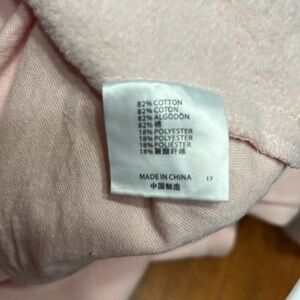 82% COTTON
82% COTON
82% ALGODÓN
82% 棉
18% POLYESTER
18% POLYESTER
18% POLIÉSTER
18% 聚酯纤维
MADE IN CHINA
中国制造
17